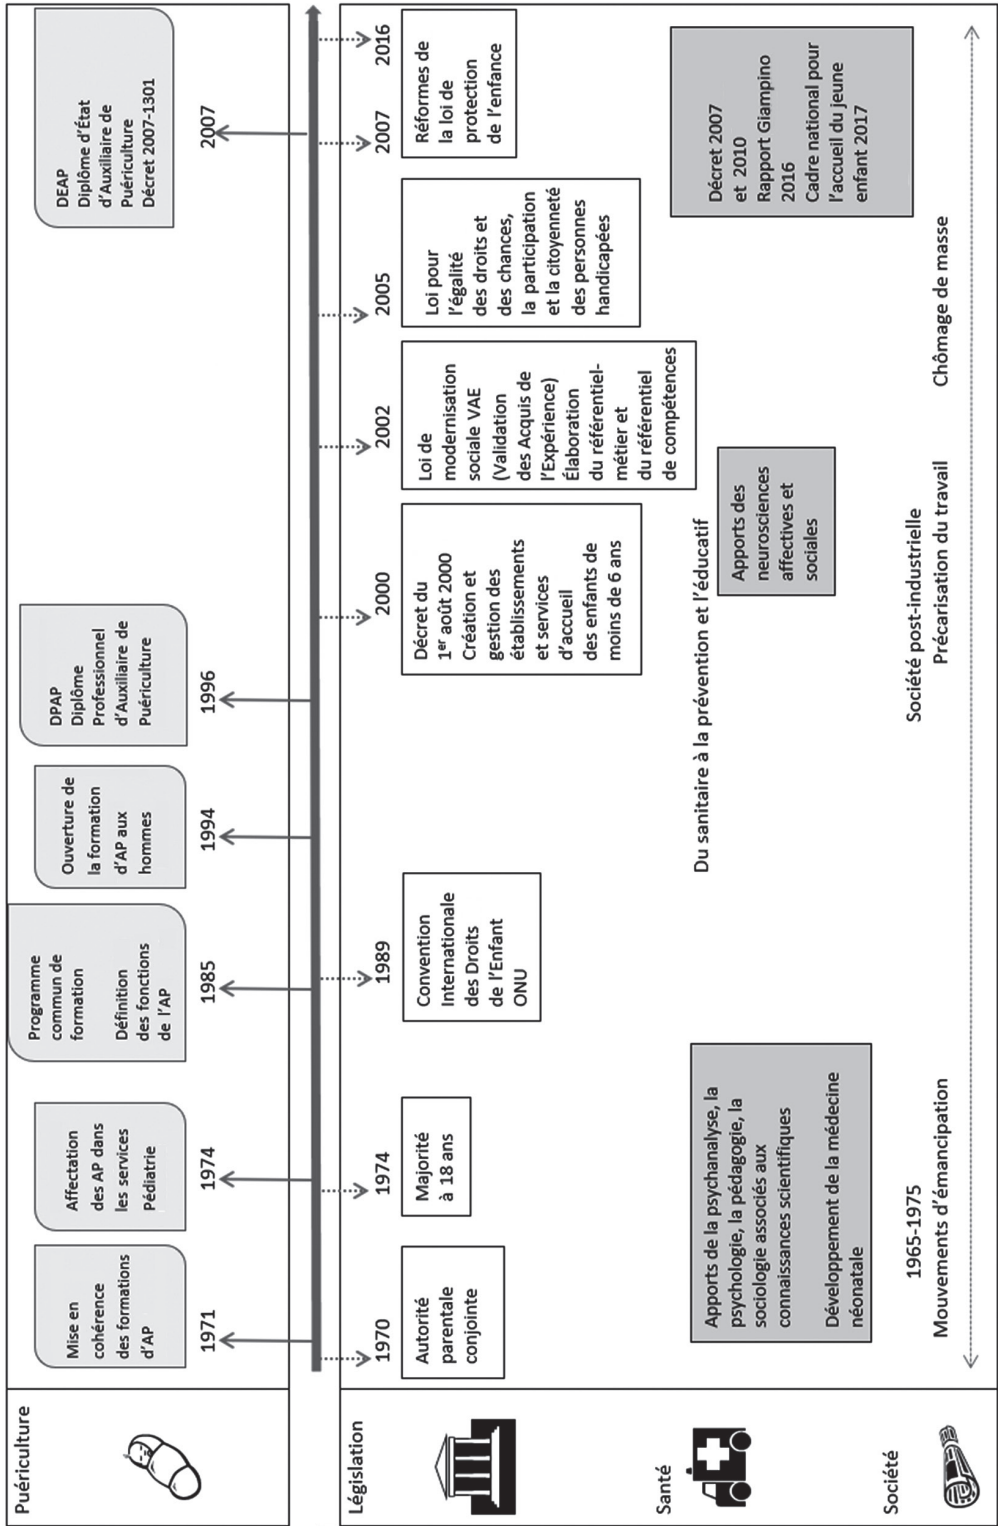 Puériculture
Mise en
cohérence
des formations
d'AP
1971
Affectation
des AP dans
les services
Pédiatrie
1974
Programme
commun de
formation
Définition
des fonctions
de l'AP
1985
Ouverture de
la formation
d'AP aux
hommes
1994
DPAP
Diplôme
Professionnel
d'Auxiliaire de
Puériculture
1996
DEAP
Diplôme d'État
d'Auxiliaire de
Puériculture
Décret 2007-1301
2007
Législation
1970
Autorité
parentale
conjointe
1974
Majorité
à 18 ans
1989
Convention
Internationale
des Droits
de l'Enfant
ONU
2000
Décret du
1er août 2000
Création et
gestion des
établissements
et services
d'accueil
des enfants de
moins de 6 ans
2002
Loi de
modernisation
sociale VAE
(Validation
des Acquis de
l'Expérience)
Élaboration
du référentiel-
métier et
du référentiel
de compétences
2005
Loi pour
l'égalité
des droits et
des chances,
la participation
et la citoyenneté
des personnes
handicapées
2007
2016
Réformes de
la loi de
protection
de l'enfance
Santé
Apports de la psychanalyse, la
psychologie, la pédagogie, la
sociologie associés aux
connaissances scientifiques
Développement de la médecine
néonatale
Du sanitaire à la prévention et l'éducatif
Apports des
neurosciences
affectives et
sociales
Décret 2007
et 2010
Rapport Giampino
2016
Cadre national pour
l'accueil du jeune
enfant 2017
Société
1965-1975
Mouvements d'émancipation
Société post-industrielle
Précarisation du travail
Chômage de masse